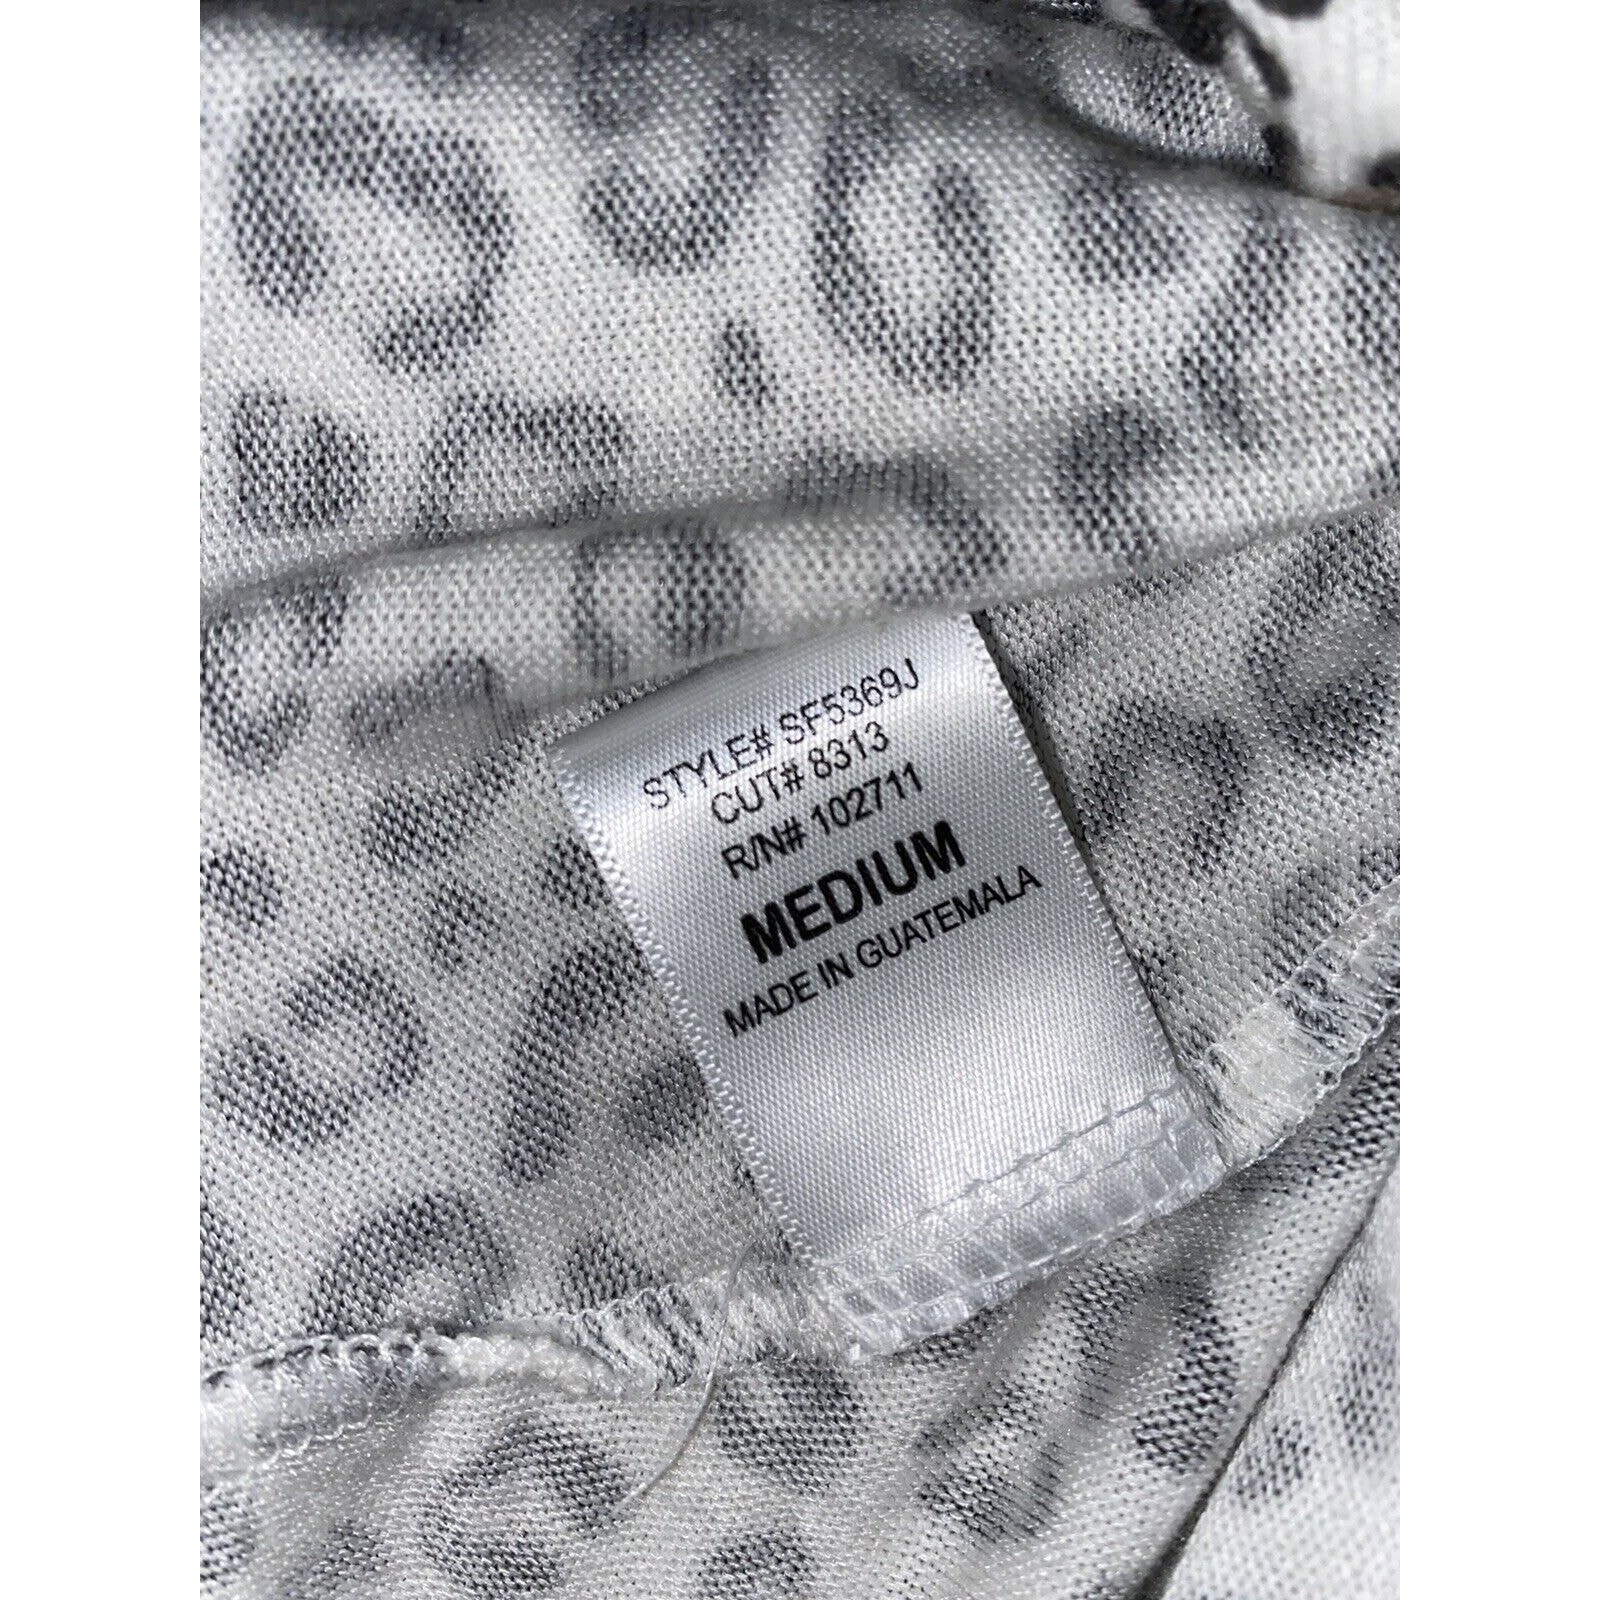 STYLE# SF5369J
CUT# 8313
R/N# 102711
MEDIUM
MADE IN GUATEMALA